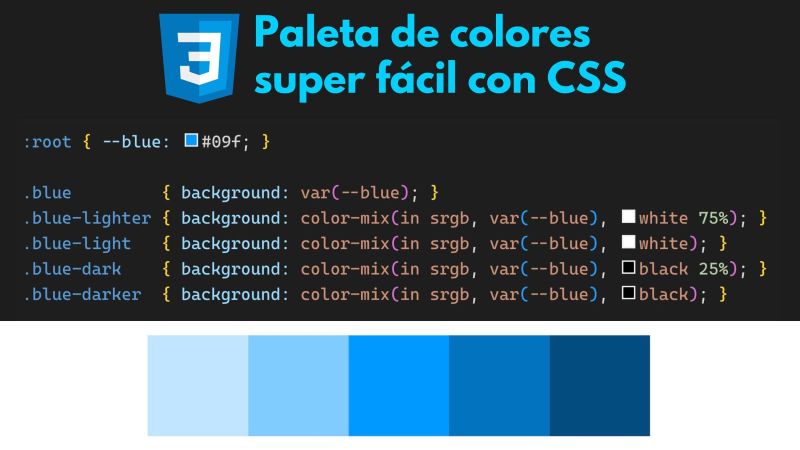 Paleta de colores
super fácil con CSS
:root { --blue: #09f; }
.blue { background: var(--blue); }
.blue-lighter { background: color-mix(in srgb, var(--blue), white 75%); }
.blue-light { background: color-mix(in srgb, var(--blue), white); }
.blue-dark { background: color-mix(in srgb, var(--blue), black 25%); }
.blue-darker { background: color-mix(in srgb, var(--blue), black); }